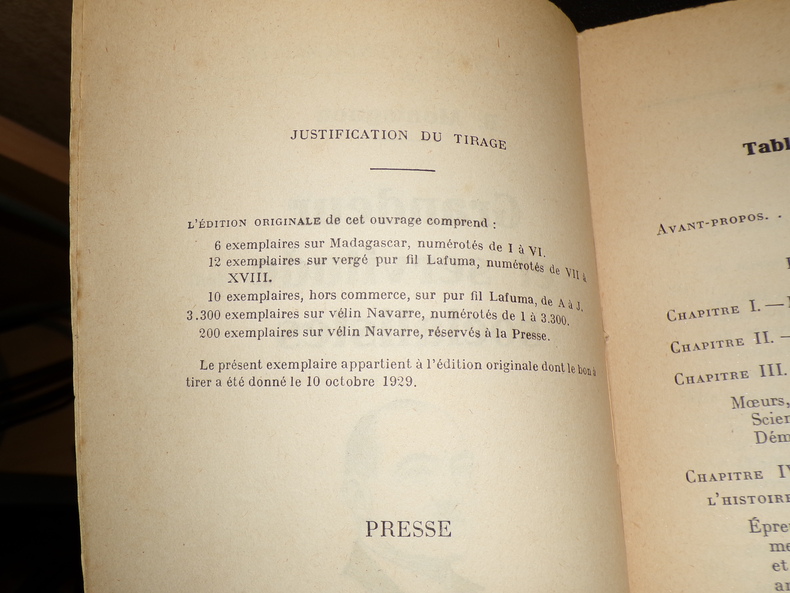 JUSTIFICATION DU TIRAGE
L'ÉDITION ORIGINALE de cet ouvrage comprend :
6 exemplaires sur Madagascar, numérotés de I à VI.
12 exemplaires sur vergé pur fil Lafuma, numérotés de VII à
XVIII.
10 exemplaires, hors commerce, sur pur fil Lafuma, de A à J.
3.300 exemplaires sur vélin Navarre, numérotés de 1 à 3.300.
200 exemplaires sur vélin Navarre, réservés à la Presse.
Le présent exemplaire appartient à l'édition originale dont le bon à
tirer a été donné le 10 octobre 1929.
PRESSE
Tabl
AVANT-PROPOS. .
CHAPITRE I. —
CHAPITRE II. —
CHAPITRE III.
Mœurs,
Scien
Dém
CHAPITRE IV
L'HISTOIRE
Épre
me
et